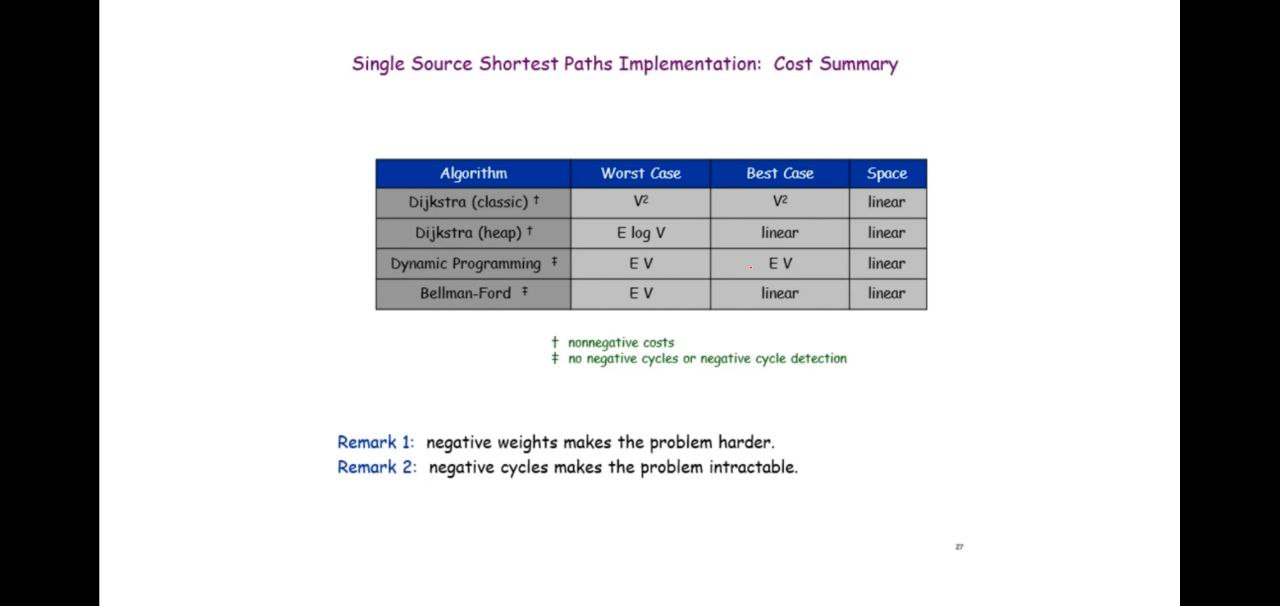 Single Source Shortest Paths Implementation: Cost Summary
Algorithm Worst Case Best Case Space
Dijkstra (classic) † V² V² linear
Dijkstra (heap) † E log V linear linear
Dynamic Programming ‡ E V E V linear
Bellman-Ford ‡ E V linear linear
† nonnegative costs
‡ no negative cycles or negative cycle detection
Remark 1: negative weights makes the problem harder.
Remark 2: negative cycles makes the problem intractable.
27